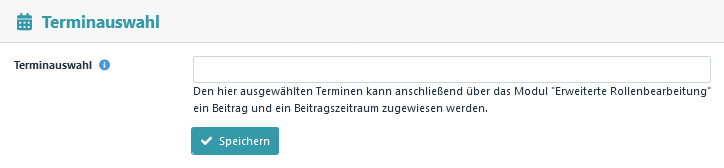 Terminauswahl
Terminauswahl
Den hier ausgewählten Terminen kann anschließend über das Modul "Erweiterte Rollenbearbeitung"
ein Beitrag und ein Beitragszeitraum zugewiesen werden.
Speichern